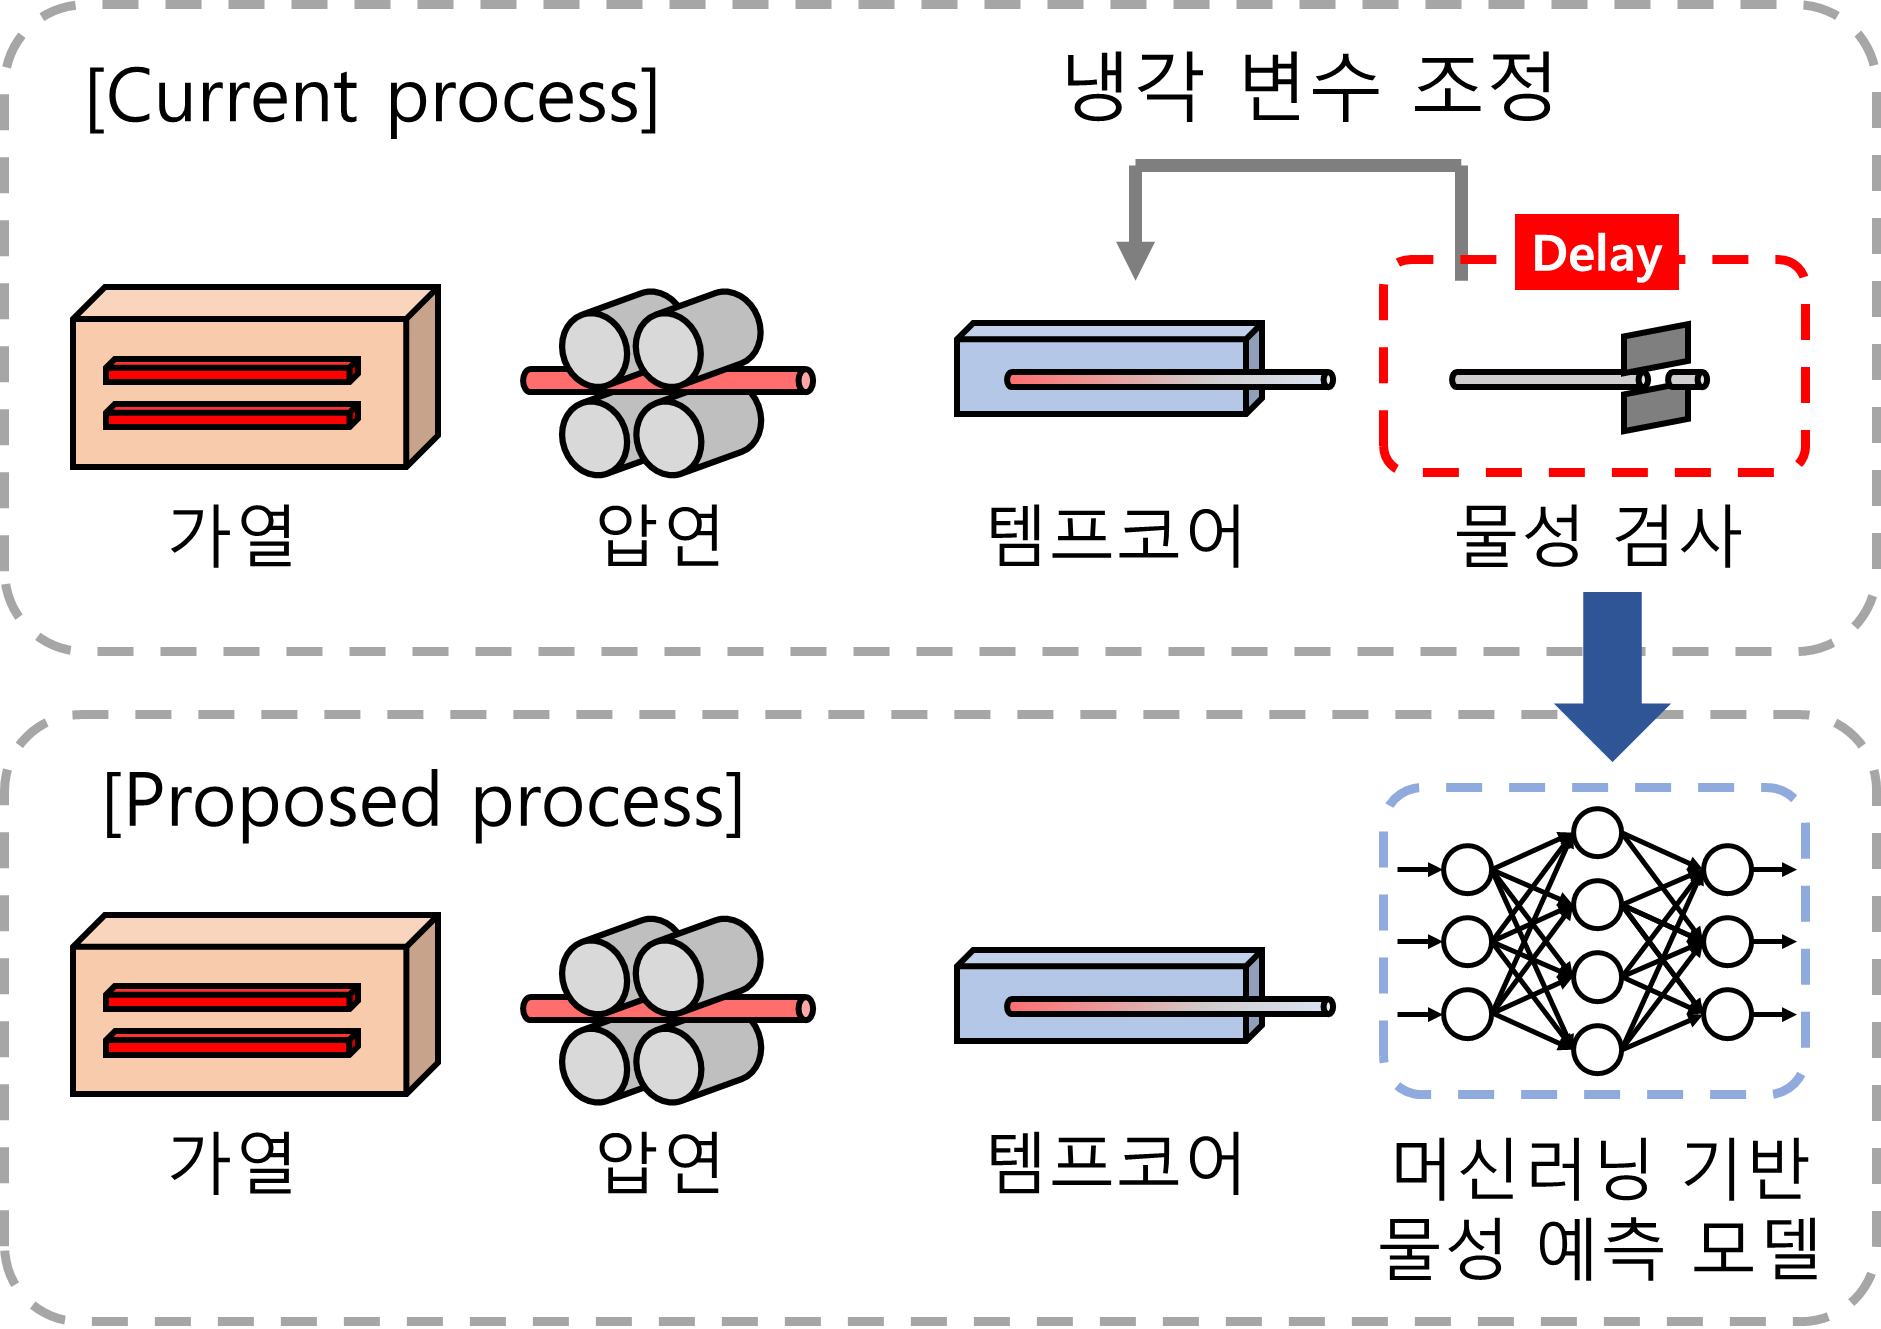 [Current process]
냉각 변수 조정
Delay
가열
압연
템프코어
물성 검사
[Proposed process]
가열
압연
템프코어
머신러닝 기반
물성 예측 모델